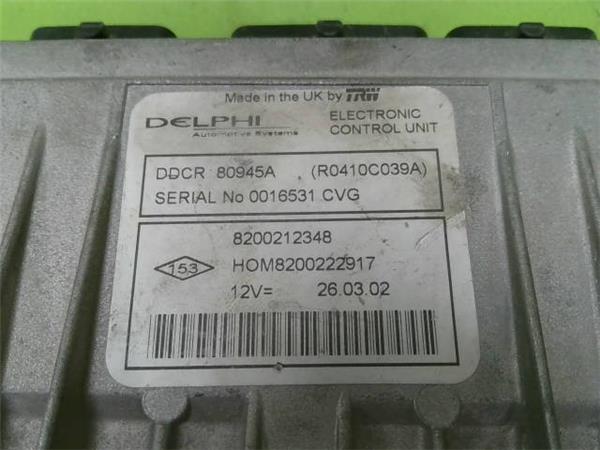 Made in the UK by TRW
DELPHI
Automotive Systems
ELECTRONIC
CONTROL UNIT
DDCR 80945A (R0410C039A)
SERIAL No 0016531 CVG
8200212348
153
HOM8200222917
12V= 26.03.02